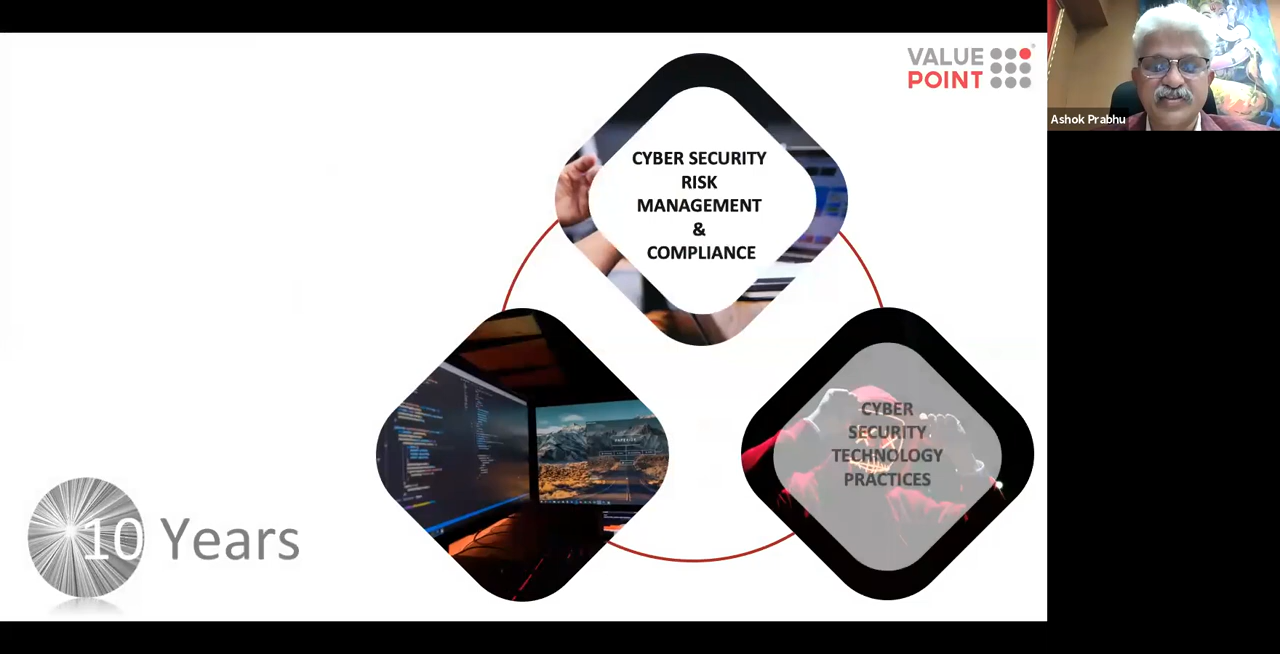 VALUE
POINT
Ashok Prabhu
CYBER SECURITY
RISK
MANAGEMENT
&
COMPLIANCE
CYBER
SECURITY
TECHNOLOGY
PRACTICES
10 Years